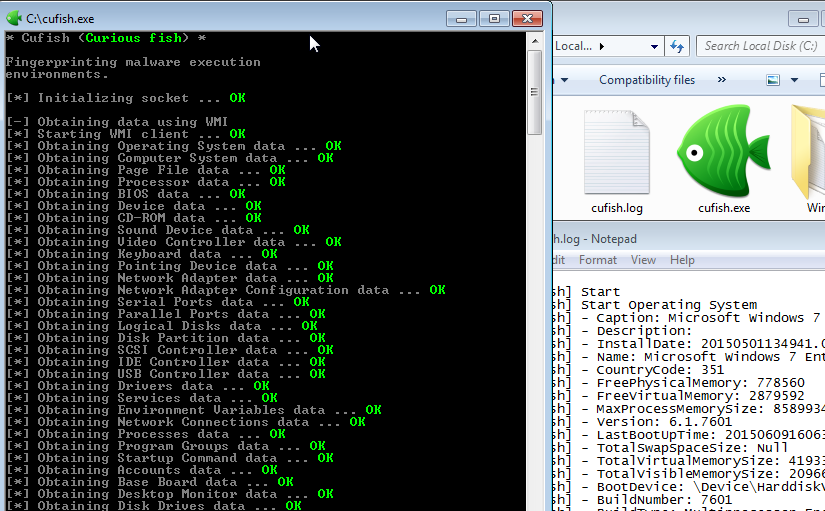 C:\cufish.exe
* Cufish (Curious fish) *
Fingerprinting malware execution
environments.
[*] Initializing socket ... OK
[-] Obtaining data using WMI
[*] Starting WMI client ... OK
[*] Obtaining Operating System data ... OK
[*] Obtaining Computer System data ... OK
[*] Obtaining Page File data ... OK
[*] Obtaining Processor data ... OK
[*] Obtaining BIOS data ... OK
[*] Obtaining Device data ... OK
[*] Obtaining CD-ROM data ... OK
[*] Obtaining Sound Device data ... OK
[*] Obtaining Video Controller data ... OK
[*] Obtaining Keyboard data ... OK
[*] Obtaining Pointing Device data ... OK
[*] Obtaining Network Adapter data ... OK
[*] Obtaining Network Adapter Configuration data ... OK
[*] Obtaining Serial Ports data ... OK
[*] Obtaining Parallel Ports data ... OK
[*] Obtaining Logical Disks data ... OK
[*] Obtaining Disk Partition data ... OK
[*] Obtaining SCSI Controller data ... OK
[*] Obtaining IDE Controller data ... OK
[*] Obtaining USB Controller data ... OK
[*] Obtaining Drivers data ... OK
[*] Obtaining Services data ... OK
[*] Obtaining Environment Variables data ... OK
[*] Obtaining Network Connections data ... OK
[*] Obtaining Processes data ... OK
[*] Obtaining Program Groups data ... OK
[*] Obtaining Startup Command data ... OK
[*] Obtaining Accounts data ... OK
[*] Obtaining Base Board data ... OK
[*] Obtaining Desktop Monitor data ... OK
[*] Obtaining Disk Drives data ... OK
Local... Search Local Disk (C:)
Compatibility files »
cufish.log cufish.exe Win
h.log - Notepad
dit Format View Help
sh] Start
sh] Start Operating System
sh] - Caption: Microsoft Windows 7
sh] - Description:
sh] - InstallDate: 20150501134941.0
sh] - Name: Microsoft Windows 7 Ent
sh] - CountryCode: 351
sh] - FreePhysicalMemory: 778560
sh] - FreeVirtualMemory: 2879592
sh] - MaxProcessMemorySize: 8589934
sh] - Version: 6.1.7601
sh] - LastBootUpTime: 2015060916063
sh] - TotalSwapSpaceSize: Null
sh] - TotalVirtualMemorySize: 41933
sh] - TotalVisibleMemorySize: 20966
sh] - BootDevice: \Device\HarddiskV
sh] - BuildNumber: 7601